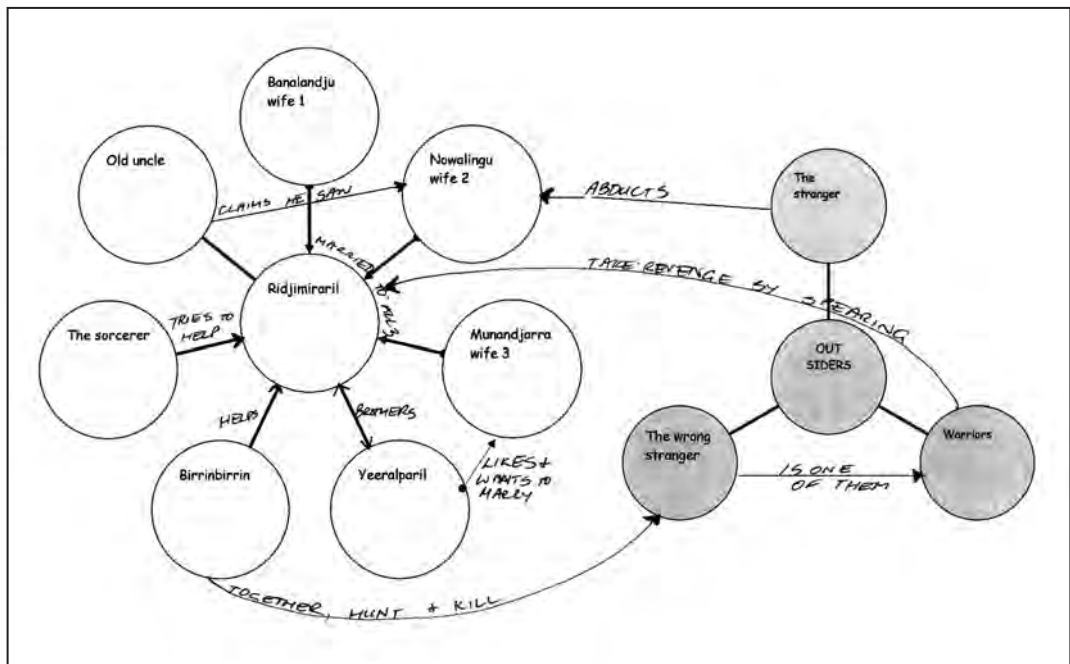 Banalandju
wife 1
Old uncle
Nowalingu
wife 2
CLAIMS HE SAW
ABDUCTS
The
stranger
MARRIED TO ALL 3
TAKE REVENGE BY SPEARING
Ridjimiraril
The sorcerer
TRIES TO
HELP
Munandjarra
wife 3
OUT
SIDERS
HELPS
BROTHERS
The wrong
stranger
Warriors
Birrinbirrin
Yeeralparil
LIKES &
WANTS TO
MARRY
IS ONE
OF THEM
TOGETHER, HUNT & KILL